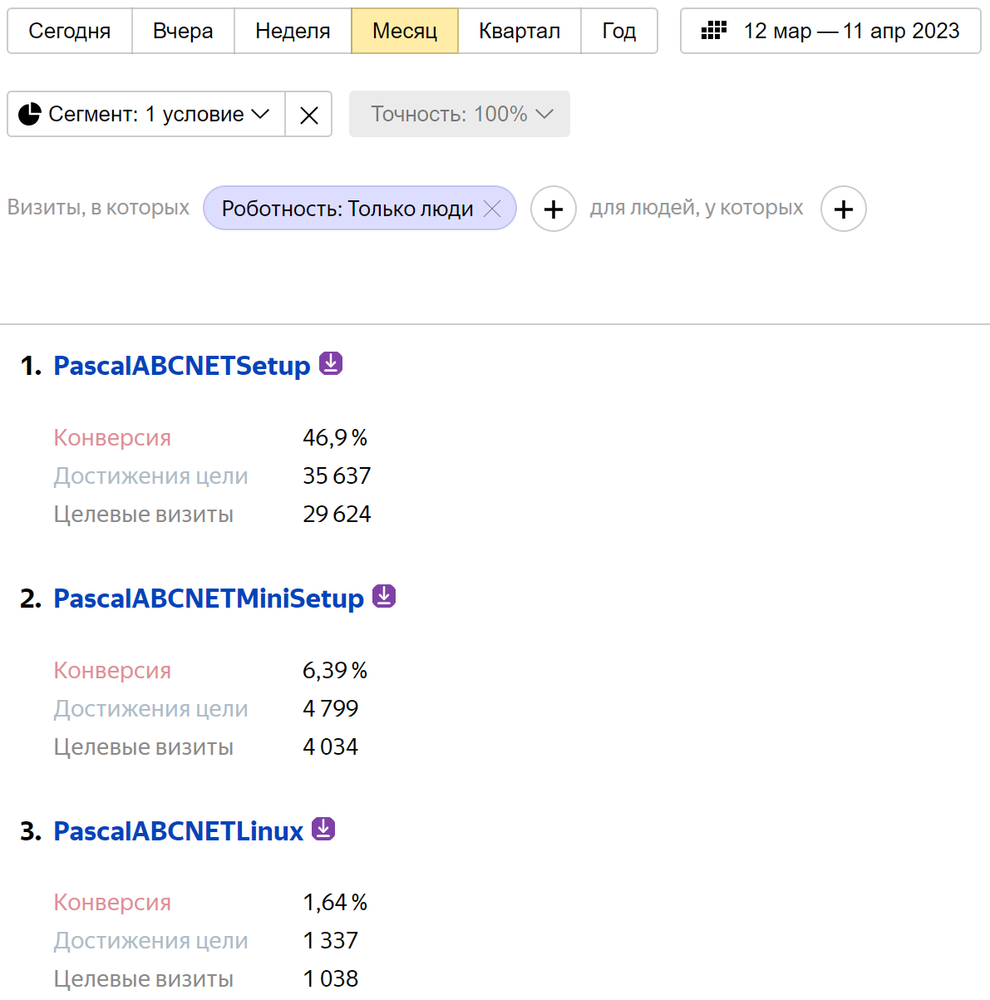 Сегодня Вчера Неделя Месяц Квартал Год 12 мар — 11 апр 2023
Сегмент: 1 условие Точность: 100%
Визиты, в которых Роботность: Только люди для людей, у которых
1. PascalABCNETSetup
Конверсия 46,9 %
Достижения цели 35 637
Целевые визиты 29 624
2. PascalABCNETMiniSetup
Конверсия 6,39 %
Достижения цели 4 799
Целевые визиты 4 034
3. PascalABCNETLinux
Конверсия 1,64 %
Достижения цели 1 337
Целевые визиты 1 038